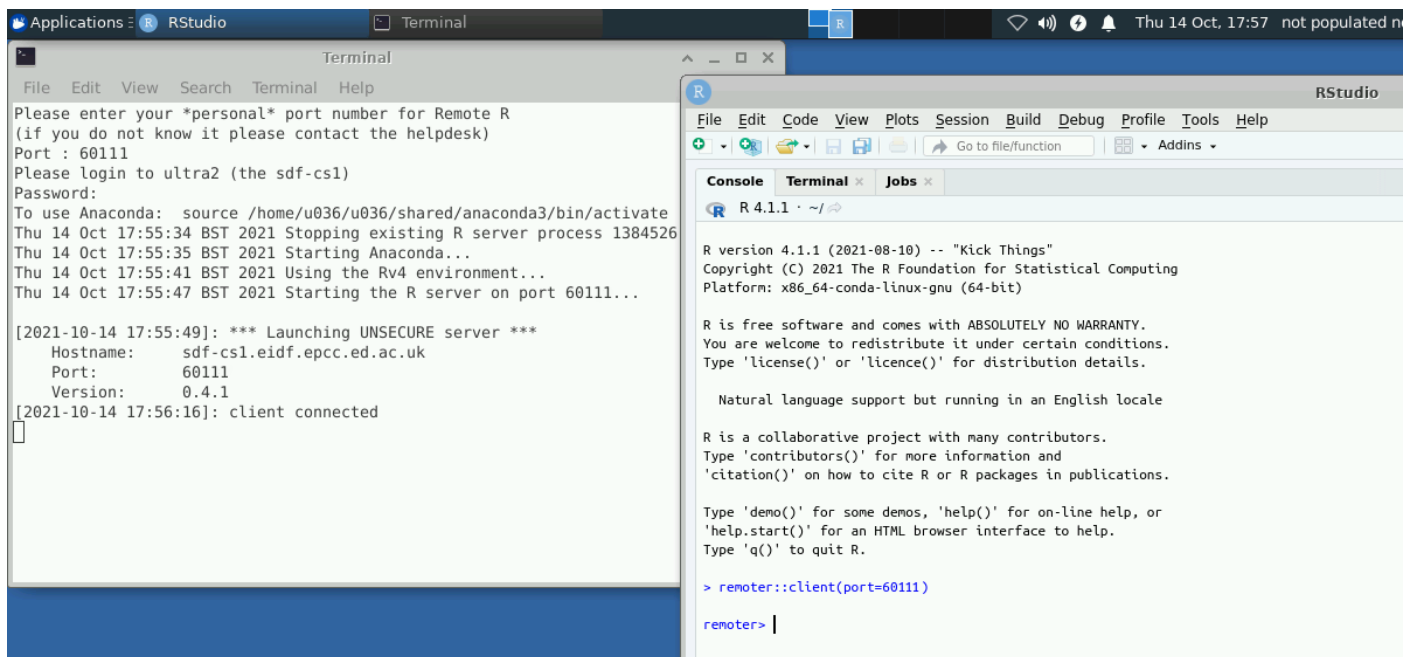 Applications
RStudio
Terminal
Thu 14 Oct, 17:57
not populated
Terminal
File Edit View Search Terminal Help
Please enter your *personal* port number for Remote R
(if you do not know it please contact the helpdesk)
Port : 60111
Please login to ultra2 (the sdf-cs1)
Password:
To use Anaconda:  source /home/u036/u036/shared/anaconda3/bin/activate
Thu 14 Oct 17:55:34 BST 2021 Stopping existing R server process 1384526
Thu 14 Oct 17:55:35 BST 2021 Starting Anaconda...
Thu 14 Oct 17:55:41 BST 2021 Using the Rv4 environment...
Thu 14 Oct 17:55:47 BST 2021 Starting the R server on port 60111...
[2021-10-14 17:55:49]: *** Launching UNSECURE server ***
Hostname: sdf-cs1.eidf.epcc.ed.ac.uk
Port: 60111
Version: 0.4.1
[2021-10-14 17:56:16]: client connected
RStudio
File Edit Code View Plots Session Build Debug Profile Tools Help
Go to file/function Addins
Console Terminal Jobs
R 4.1.1 · ~/
R version 4.1.1 (2021-08-10) -- "Kick Things"
Copyright (C) 2021 The R Foundation for Statistical Computing
Platform: x86_64-conda-linux-gnu (64-bit)
R is free software and comes with ABSOLUTELY NO WARRANTY.
You are welcome to redistribute it under certain conditions.
Type 'license()' or 'licence()' for distribution details.
Natural language support but running in an English locale
R is a collaborative project with many contributors.
Type 'contributors()' for more information and
'citation()' on how to cite R or R packages in publications.
Type 'demo()' for some demos, 'help()' for on-line help, or
'help.start()' for an HTML browser interface to help.
Type 'q()' to quit R.
> remoter::client(port=60111)
remoter>